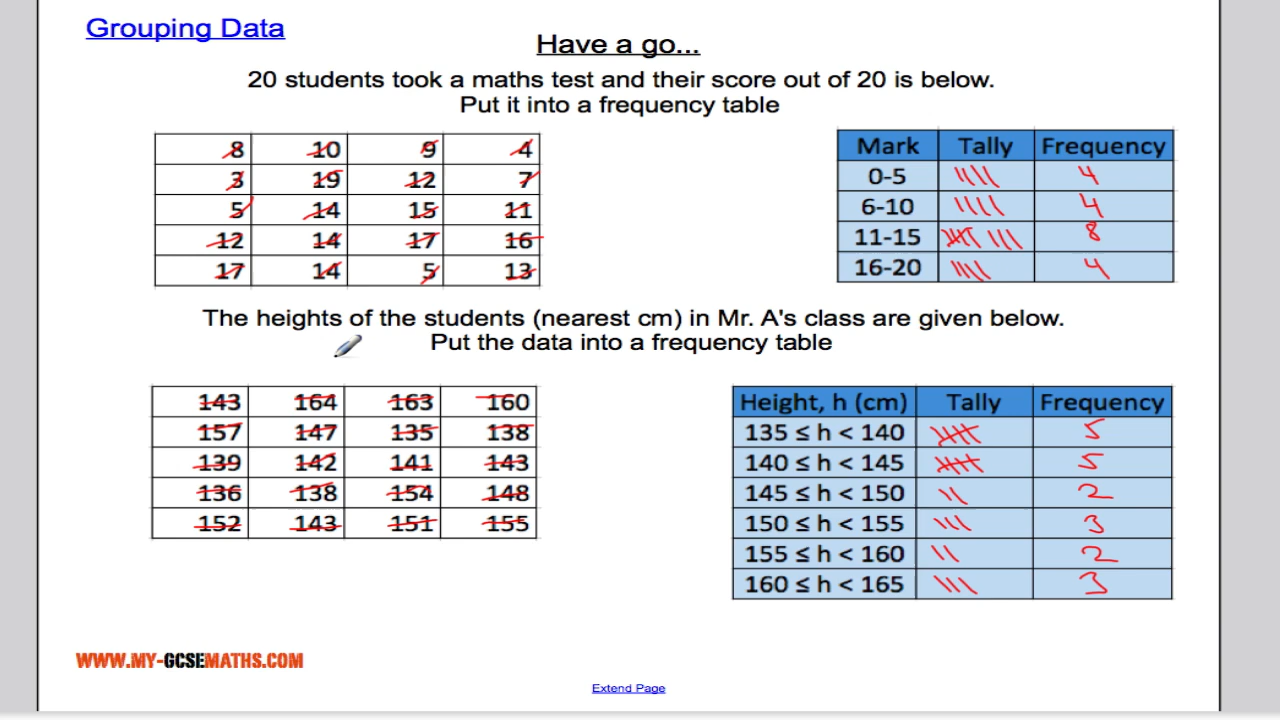 Grouping Data
Have a go...
20 students took a maths test and their score out of 20 is below.
Put it into a frequency table
8 10 9 4
3 19 12 7
5 14 15 11
12 14 17 16
17 14 5 13
Mark Tally Frequency
0-5 |||| 4
6-10 |||| 4
11-15 |||| ||| 8
16-20 |||| 4
The heights of the students (nearest cm) in Mr. A's class are given below.
Put the data into a frequency table
143 164 163 160
157 147 135 138
139 142 141 143
136 138 154 148
152 143 151 155
Height, h (cm) Tally Frequency
135 ≤ h < 140 |||| 5
140 ≤ h < 145 |||| 5
145 ≤ h < 150 || 2
150 ≤ h < 155 ||| 3
155 ≤ h < 160 || 2
160 ≤ h < 165 ||| 3
WWW.MY-GCSEMATHS.COM
Extend Page